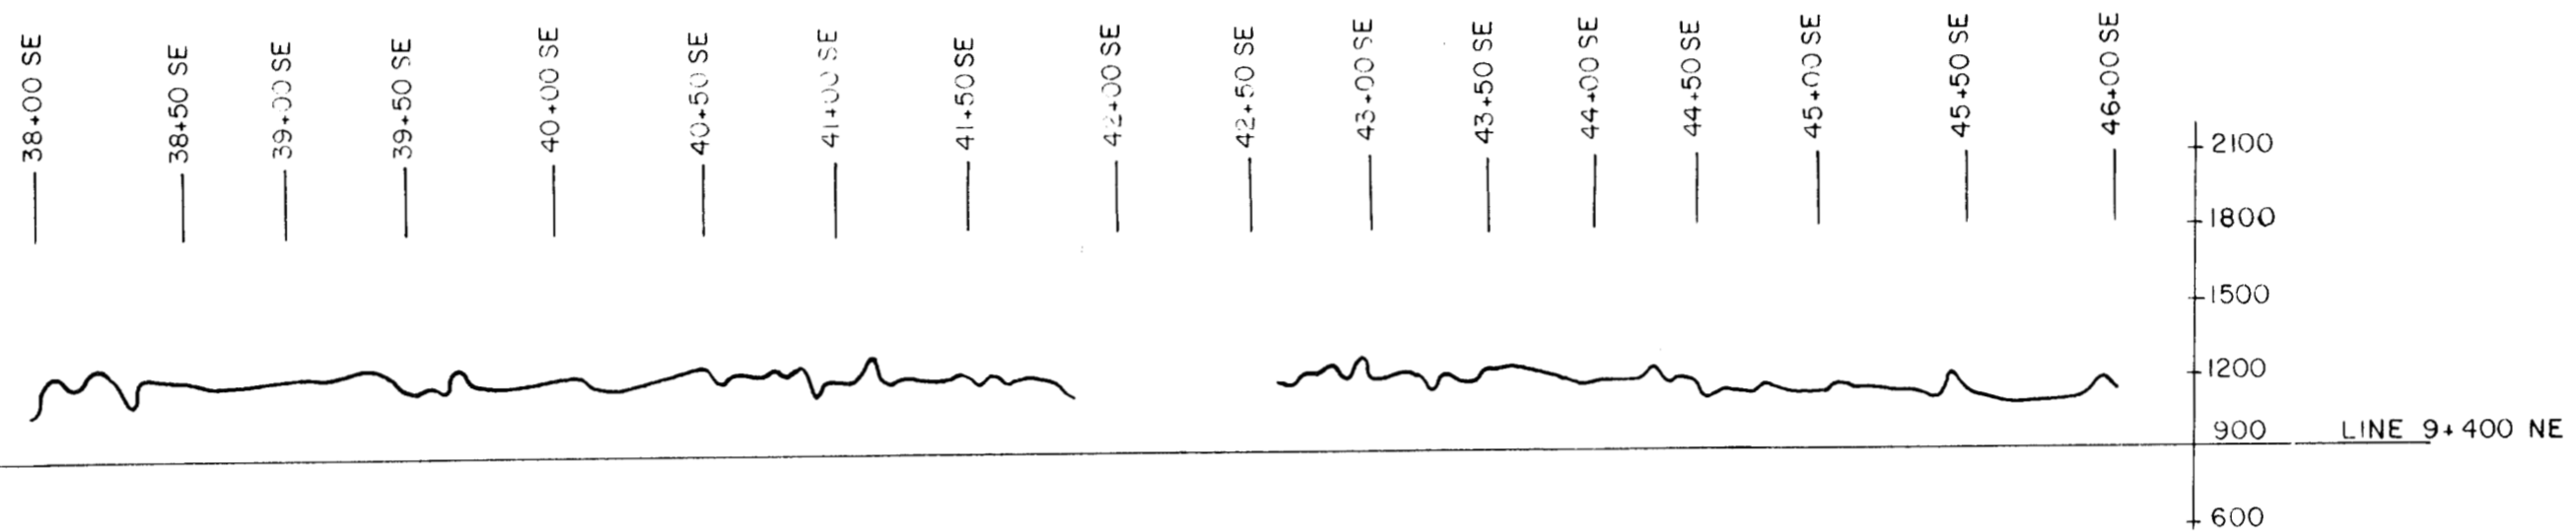 38+00 SE
38+50 SE
39+00 SE
39+50 SE
40+00 SE
40+50 SE
41+00 SE
41+50 SE
42+00 SE
42+50 SE
43+00 SE
43+50 SE
44+00 SE
44+50 SE
45+00 SE
45+50 SE
46+00 SE
2100
1800
1500
1200
900
LINE 9+400 NE
600